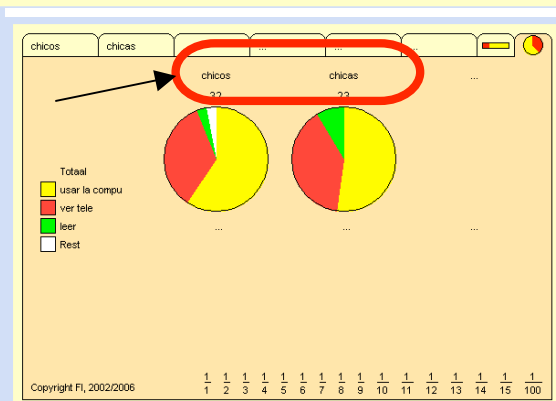 chicos chicas ... ... ... ...
chicos chicas ...
32 23
Totaal
usar la compu
ver tele
leer
Rest
... ... ...
Copyright FI, 2002/2006
1/1 1/2 1/3 1/4 1/5 1/6 1/7 1/8 1/9 1/10 1/11 1/12 1/13 1/14 1/15 1/100